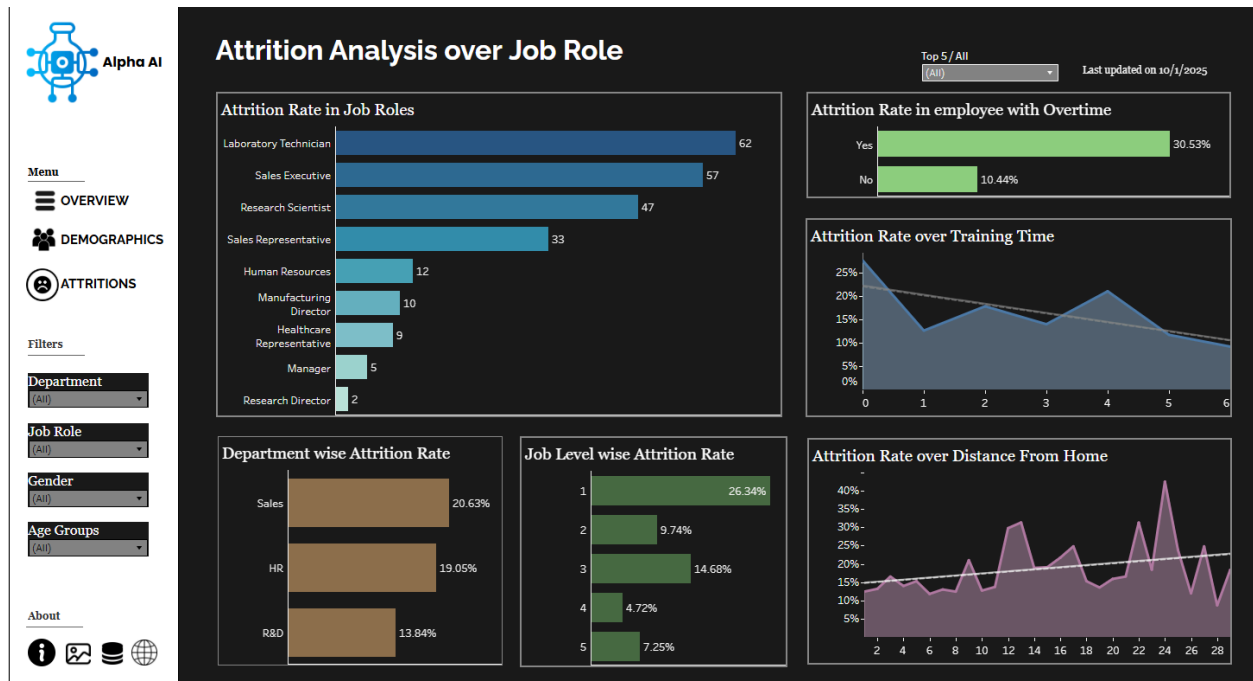 Alpha AI
Menu
OVERVIEW
DEMOGRAPHICS
ATTRITIONS
Filters
Department
(All)
Job Role
(All)
Gender
(All)
Age Groups
(All)
About
Attrition Analysis over Job Role
Top 5 / All
(All)
Last updated on 10/1/2025
Attrition Rate in Job Roles
Laboratory Technician 62
Sales Executive 57
Research Scientist 47
Sales Representative 33
Human Resources 12
Manufacturing
Director 10
Healthcare
Representative 9
Manager 5
Research Director 2
Attrition Rate in employee with Overtime
Yes 30.53%
No 10.44%
Attrition Rate over Training Time
25%
20%
15%
10%
5%
0%
0 1 2 3 4 5 6
Department wise Attrition Rate
Sales 20.63%
HR 19.05%
R&D 13.84%
Job Level wise Attrition Rate
1 26.34%
2 9.74%
3 14.68%
4 4.72%
5 7.25%
Attrition Rate over Distance From Home
40%
35%
30%
25%
20%
15%
10%
5%
2 4 6 8 10 12 14 16 18 20 22 24 26 28